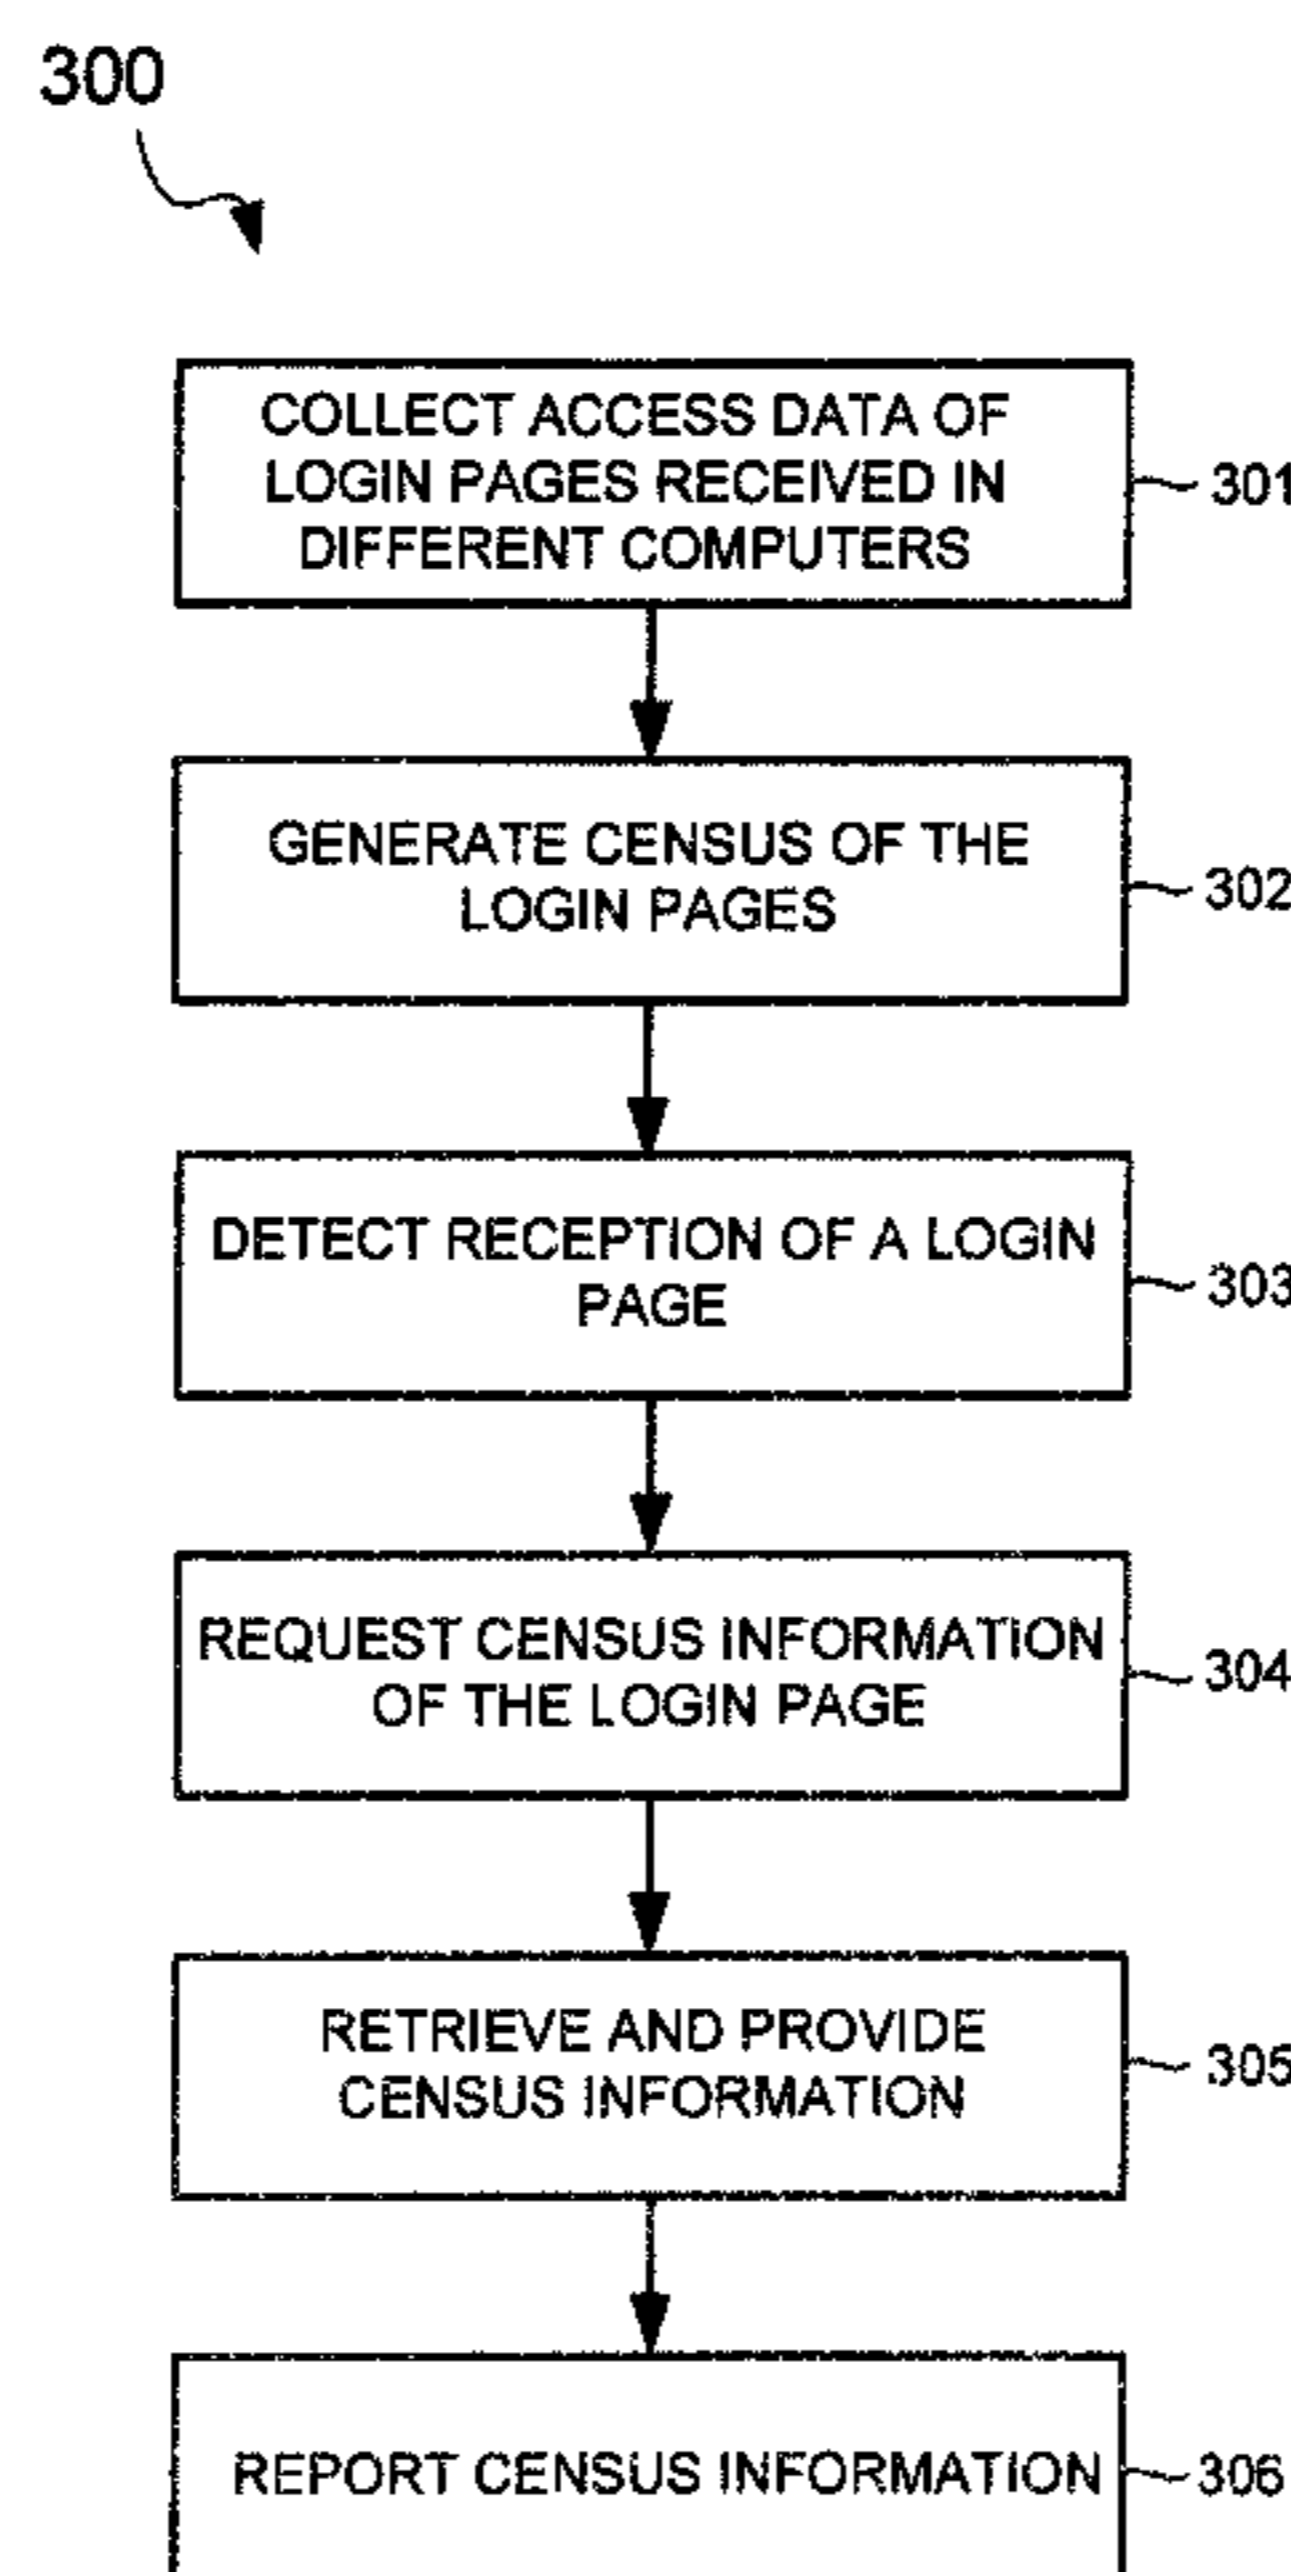 300
COLLECT ACCESS DATA OF
LOGIN PAGES RECEIVED IN
DIFFERENT COMPUTERS
301
GENERATE CENSUS OF THE
LOGIN PAGES
302
DETECT RECEPTION OF A LOGIN
PAGE
303
REQUEST CENSUS INFORMATION
OF THE LOGIN PAGE
304
RETRIEVE AND PROVIDE
CENSUS INFORMATION
305
REPORT CENSUS INFORMATION
306